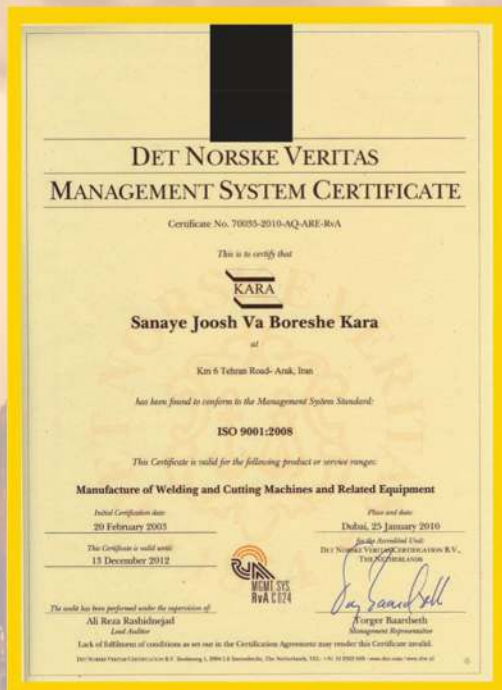 DET NORSKE VERITAS
MANAGEMENT SYSTEM CERTIFICATE
Certificate No. 70035-2010-AQ-ARE-RvA
This is to certify that
KARA
Sanaye Joosh Va Boreshe Kara
at
Km 6 Tehran Road- Arak, Iran
has been found to conform to the Management System Standard:
ISO 9001:2008
This Certificate is valid for the following product or service ranges:
Manufacture of Welding and Cutting Machines and Related Equipment
Initial Certification date:
20 February 2003
Place and date:
Dubai, 25 January 2010
This Certificate is valid until:
13 December 2012
for the Accredited Unit:
DET NORSKE VERITAS CERTIFICATION B.V.,
THE NETHERLANDS
RvA
MGMT SYS
RvA C 024
The audit has been performed under the supervision of:
Ali Reza Rashidnejad
Lead Auditor
Torger Baardseth
Management Representative
Lack of fulfilment of conditions as set out in the Certification Agreement may render this Certificate invalid.